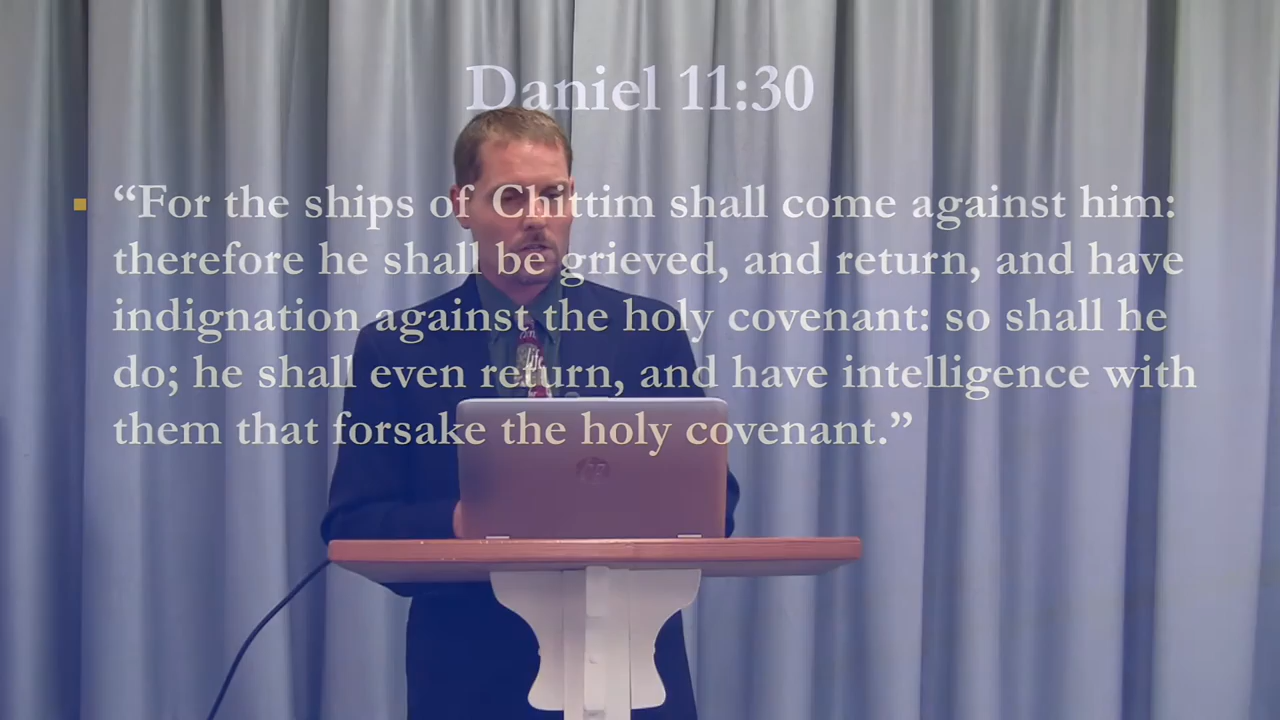 Daniel 11:30
“For the ships of Chittim shall come against him:
therefore he shall be grieved, and return, and have
indignation against the holy covenant: so shall he
do; he shall even return, and have intelligence with
them that forsake the holy covenant.”
hp